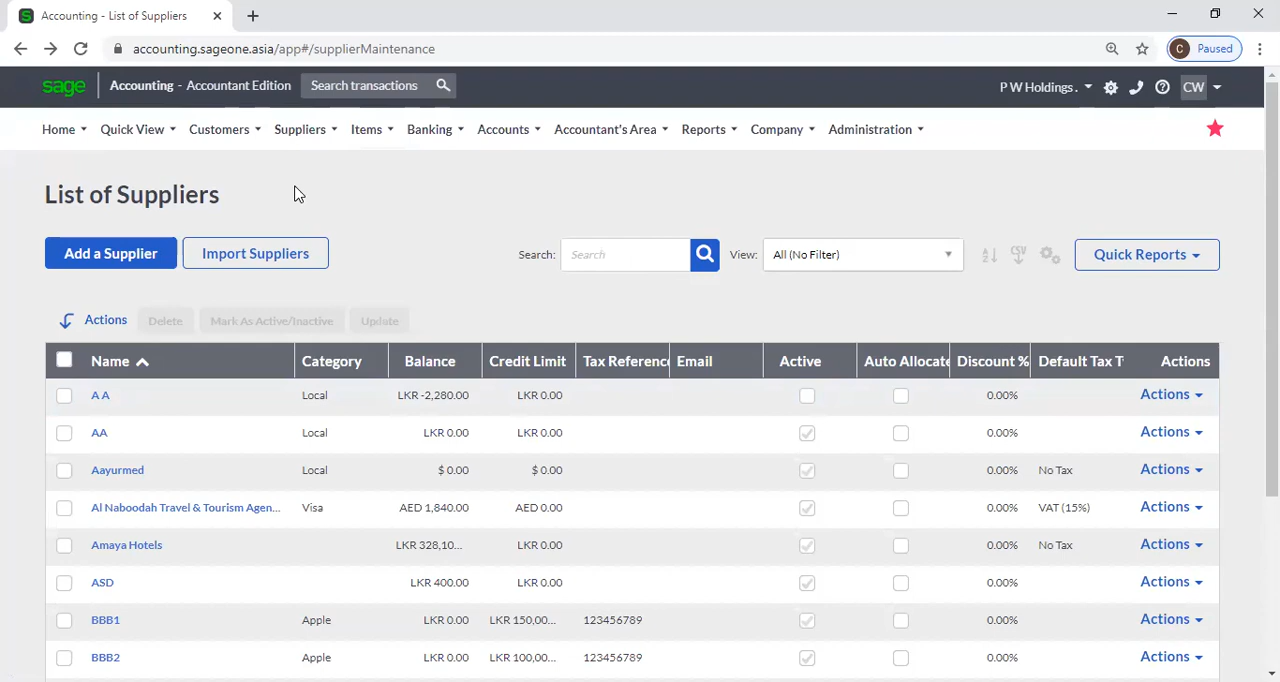 Accounting - List of Suppliers
accounting.sageone.asia/app#/supplierMaintenance
C Paused
sage Accounting - Accountant Edition Search transactions P W Holdings . CW
Home Quick View Customers Suppliers Items Banking Accounts Accountant's Area Reports Company Administration
List of Suppliers
Add a Supplier Import Suppliers Search: Search View: All (No Filter) Quick Reports
Actions Delete Mark As Active/Inactive Update
Name Category Balance Credit Limit Tax Referenc Email Active Auto Allocate Discount % Default Tax T Actions
A A Local LKR -2,280.00 LKR 0.00 0.00% Actions
AA Local LKR 0.00 LKR 0.00 0.00% Actions
Aayurmed Local $ 0.00 $ 0.00 0.00% No Tax Actions
Al Naboodah Travel & Tourism Agen... Visa AED 1,840.00 AED 0.00 0.00% VAT (15%) Actions
Amaya Hotels LKR 328,10... LKR 0.00 0.00% No Tax Actions
ASD LKR 400.00 LKR 0.00 0.00% Actions
BBB1 Apple LKR 0.00 LKR 150,00... 123456789 0.00% Actions
BBB2 Apple LKR 0.00 LKR 100,00... 123456789 0.00% Actions